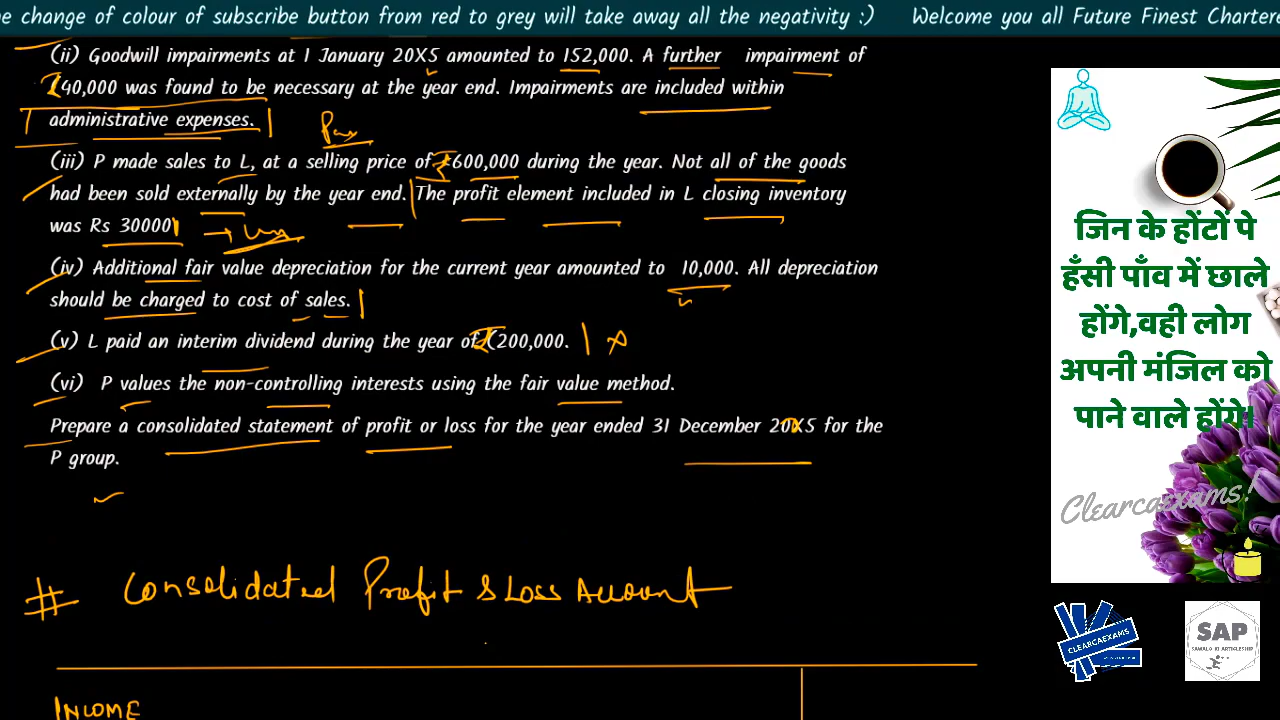 he change of colour of subscribe button from red to grey will take away all the negativity :) Welcome you all Future Finest Charter
(ii) Goodwill impairments at 1 January 20X5 amounted to 152,000. A further impairment of
₹40,000 was found to be necessary at the year end. Impairments are included within
administrative expenses.
(iii) P made sales to L, at a selling price of ₹600,000 during the year. Not all of the goods
had been sold externally by the year end. The profit element included in L closing inventory
was Rs 30000
(iv) Additional fair value depreciation for the current year amounted to 10,000. All depreciation
should be charged to cost of sales.
(v) L paid an interim dividend during the year of ₹(200,000.
(vi) P values the non-controlling interests using the fair value method.
Prepare a consolidated statement of profit or loss for the year ended 31 December 20X5 for the
P group.
# Consolidated Profit & Loss Account
INCOME
जिन के होंटों पे
हँसी पाँव में छाले
होंगे,वही लोग
अपनी मंजिल को
पाने वाले होंगे।
Clearcaexams!
CLEARCAEXAMS
SAP
SAWALO KI ARTICLESHIP